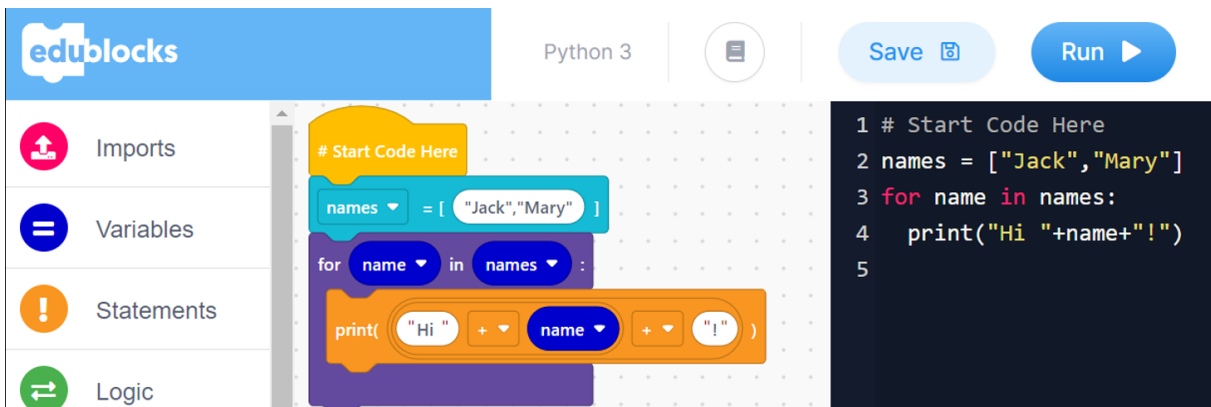 edublocks
Python 3
Save
Run
Imports
Variables
Statements
Logic
# Start Code Here
names = [ "Jack","Mary" ]
for name in names :
print( "Hi " + name + "!" )
1 # Start Code Here
2 names = ["Jack","Mary"]
3 for name in names:
4 print("Hi "+name+"!")
5